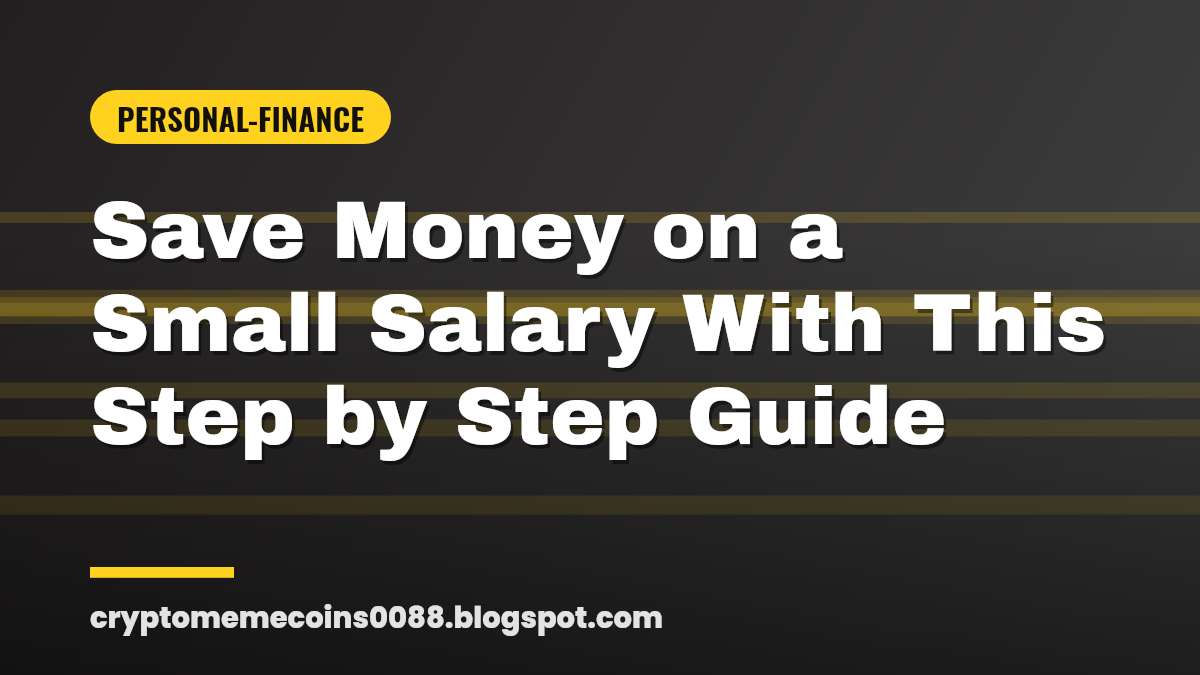 PERSONAL-FINANCE
Save Money on a
Small Salary With This
Step by Step Guide
cryptomemecoins0088.blogspot.com